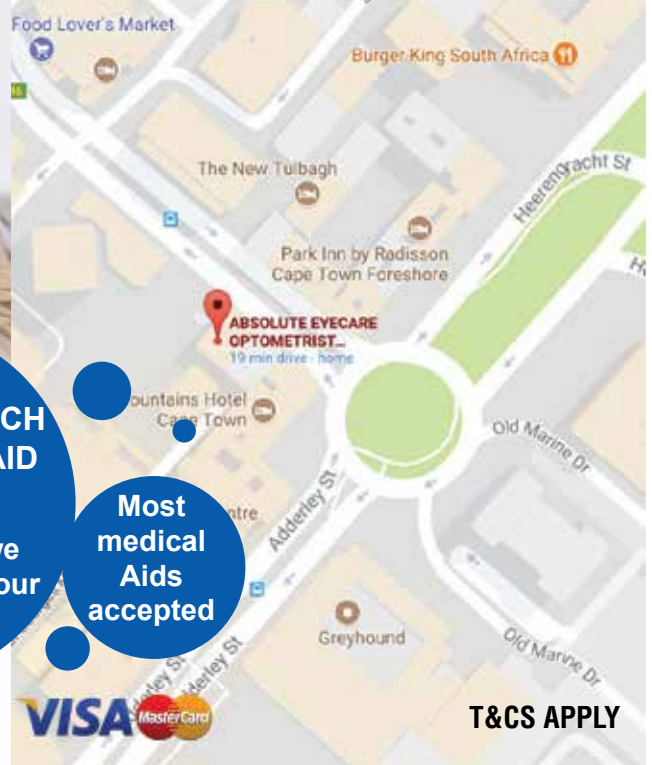 Food Lover's Market
Burger King South Africa
The New Tulbagh
Heerengracht St
Park Inn by Radisson
Cape Town Foreshore
ABSOLUTE EYECARE
OPTOMETRIST...
19 min drive - home
ountains Hotel
Cape Town
CH
AID
ve
our
Most
medical
Aids
accepted
ntre
Adderley St
Old Marine Dr
Greyhound
Old Marine Dr
Adderley St
VISA
MasterCard
T&CS APPLY